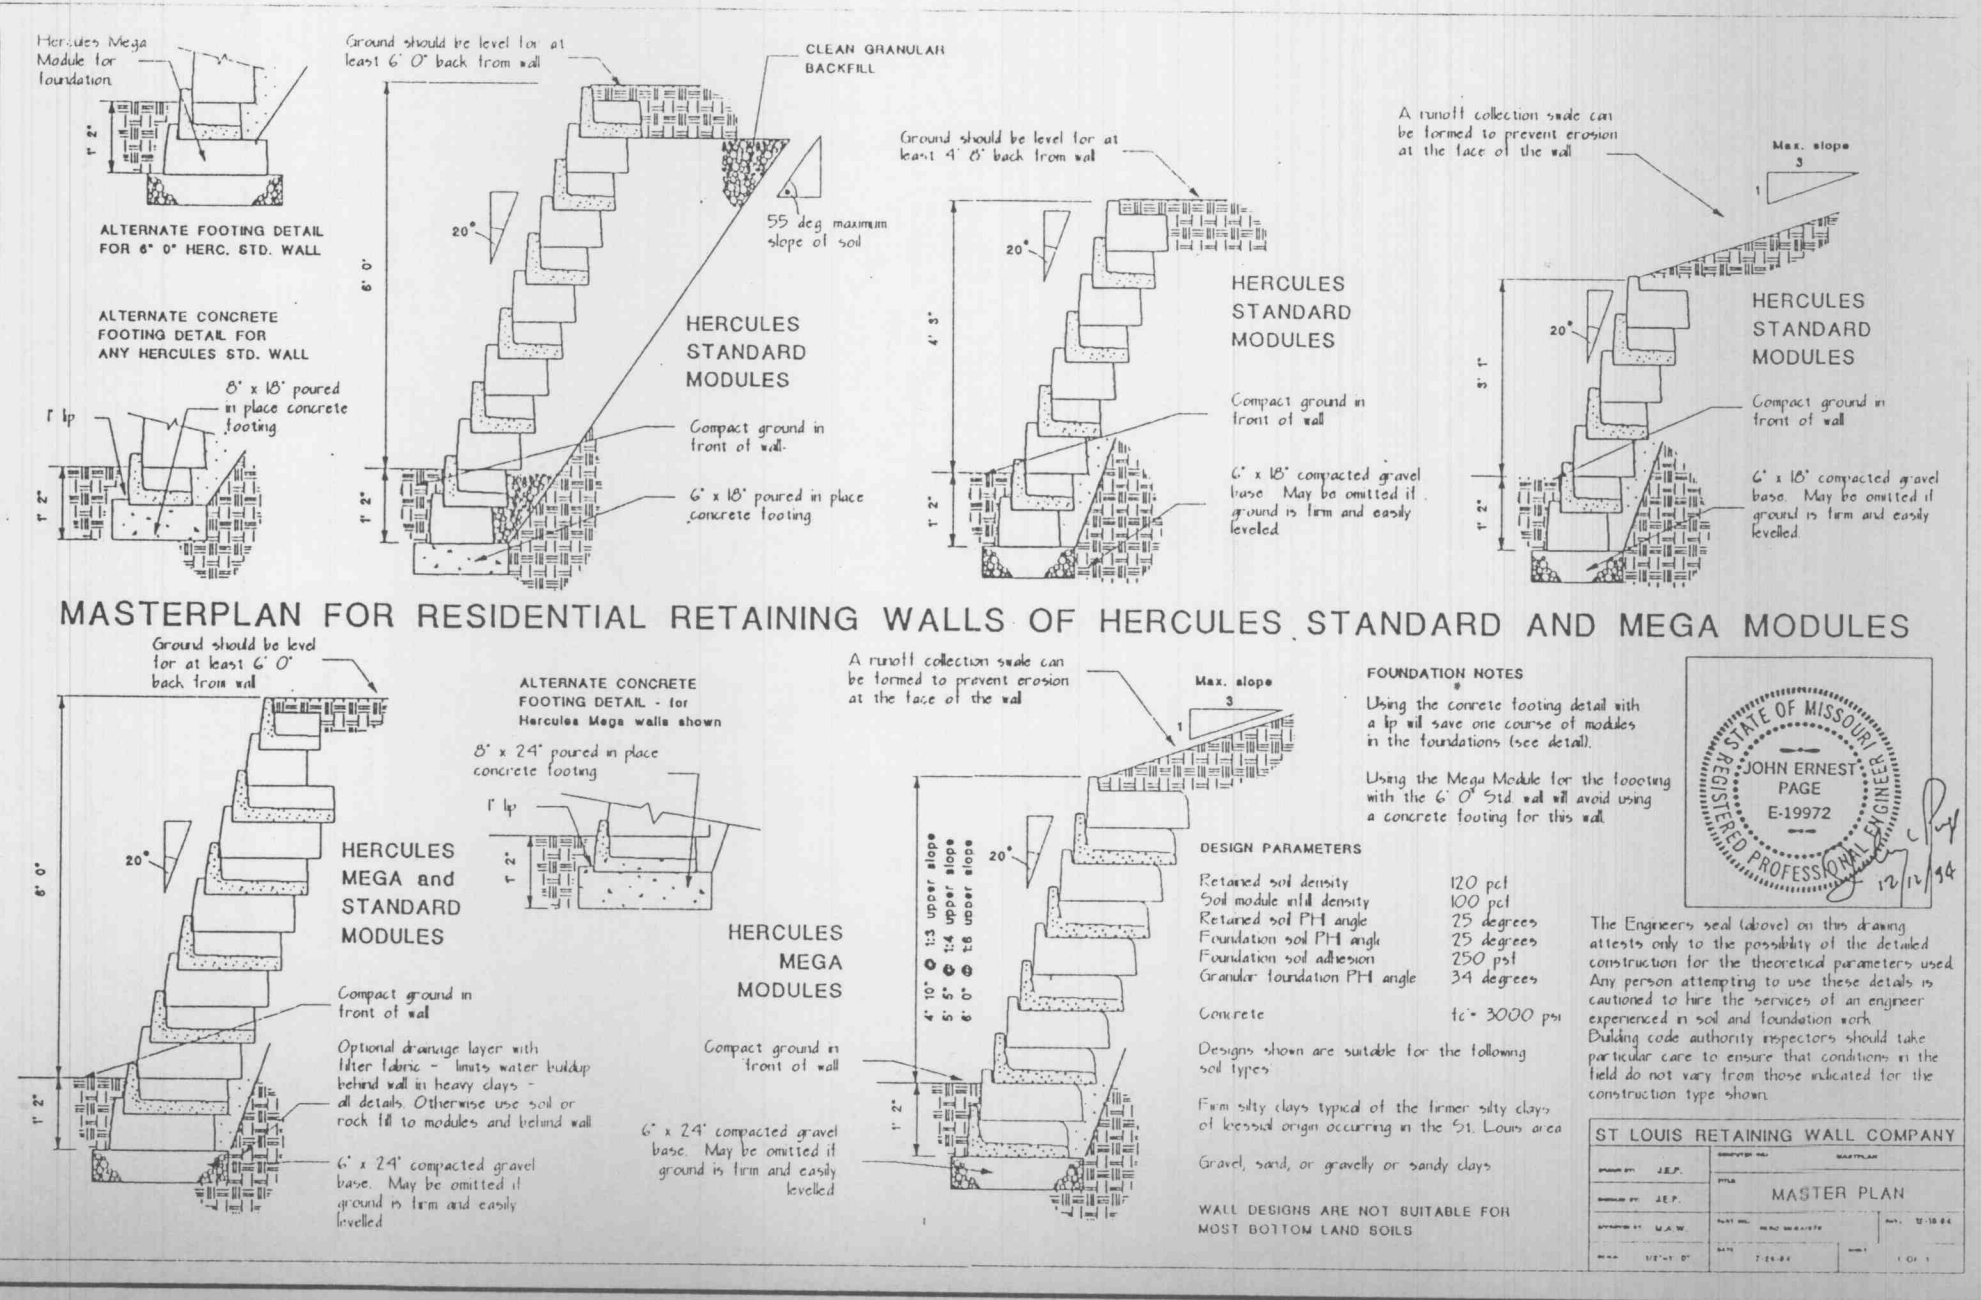 Hercules Mega
Module for
foundation
1' 2"
ALTERNATE FOOTING DETAIL
FOR 6' 0" HERC. STD. WALL
ALTERNATE CONCRETE
FOOTING DETAIL FOR
ANY HERCULES STD. WALL
8" x 18" poured
in place concrete
footing
1" lip
1' 2"
Ground should be level for at
least 6' 0" back from wall
CLEAN GRANULAR
BACKFILL
20°
55 deg maximum
slope of soil
6' 0"
HERCULES
STANDARD
MODULES
Compact ground in
front of wall
6" x 18" poured in place
concrete footing
1' 2"
Ground should be level for at
least 4' 8" back from wal
20°
4' 3"
HERCULES
STANDARD
MODULES
Compact ground in
front of wall
6" x 18" compacted gravel
base May be omitted if
ground is firm and easily
leveled
1' 2"
A runoff collection swale can
be formed to prevent erosion
at the face of the wall
Max. slope
3
1
20°
3' 1"
HERCULES
STANDARD
MODULES
Compact ground in
front of wall
6" x 18" compacted gravel
base. May be omitted if
ground is firm and easily
levelled.
1' 2"
MASTERPLAN FOR RESIDENTIAL RETAINING WALLS OF HERCULES STANDARD AND MEGA MODULES
Ground should be level
for at least 6' 0"
back from wal
20°
6' 0"
HERCULES
MEGA and
STANDARD
MODULES
Compact ground in
front of wal
Optional drainage layer with
filter fabric - limits water buildup
behind wall in heavy clays -
all details. Otherwise use soil or
rock fill to modules and behind wall
6" x 24" compacted gravel
base. May be omitted if
ground is firm and easily
levelled
1' 2"
ALTERNATE CONCRETE
FOOTING DETAIL - for
Hercules Mega walls shown
8" x 24" poured in place
concrete footing
1" lip
1' 2"
HERCULES
MEGA
MODULES
A runoff collection swale can
be formed to prevent erosion
at the face of the wal
Max. slope
3
1
20°
4' 10" @ 1:3 upper slope
5' 5" @ 1:4 upper slope
6' 0" @ 1:6 upper slope
Compact ground in
front of wall
6" x 24" compacted gravel
base. May be omitted if
ground is firm and easily
levelled
1' 2"
FOUNDATION NOTES
Using the conrete footing detail with
a lip wil save one course of modules
in the foundations (see detail).
Using the Mega Module for the foooting
with the 6' 0" Std. wal will avoid using
a concrete footing for this wall
DESIGN PARAMETERS
Retained soil density 120 pcf
Soil module infil density 100 pcf
Retained soil PH angle 25 degrees
Foundation soil PH angle 25 degrees
Foundation soil adhesion 250 psf
Granular foundation PH angle 34 degrees
Concrete fc'= 3000 psi
Designs shown are suitable for the following
soil types
Firm silty clays typical of the firmer silty clays
of loessial origin occurring in the St. Louis area
Gravel, sand, or gravelly or sandy clays
WALL DESIGNS ARE NOT SUITABLE FOR
MOST BOTTOM LAND SOILS
STATE OF MISSOURI
JOHN ERNEST
PAGE
E-19972
REGISTERED PROFESSIONAL ENGINEER
12/12/94
The Engineers seal (above) on this drawing
attests only to the possibility of the detailed
construction for the theoretical parameters used
Any person attempting to use these details is
cautioned to hire the services of an engineer
experienced in soil and foundation work
Building code authority inspectors should take
particular care to ensure that conditions in the
field do not vary from those indicated for the
construction type shown
ST LOUIS RETAINING WALL COMPANY
J.E.P.
MASTPLAN
J.E.P.
TITLE
MASTER PLAN
M.A.W.
DATE
1 OF 1